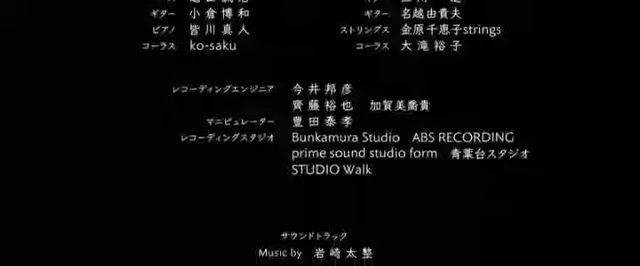 ギター 小倉博和 ギター 名越由貴夫
ピアノ 皆川真人 ストリングス 金原千恵子strings
コーラス ko-saku コーラス 大滝裕子
レコーディングエンジニア 今井邦彦
齊藤裕也 加賀美喬貴
マニピュレーター 豊田泰孝
レコーディングスタジオ Bunkamura Studio ABS RECORDING
prime sound studio form 青葉台スタジオ
STUDIO Walk
サウンドトラック
Music by 岩崎太整